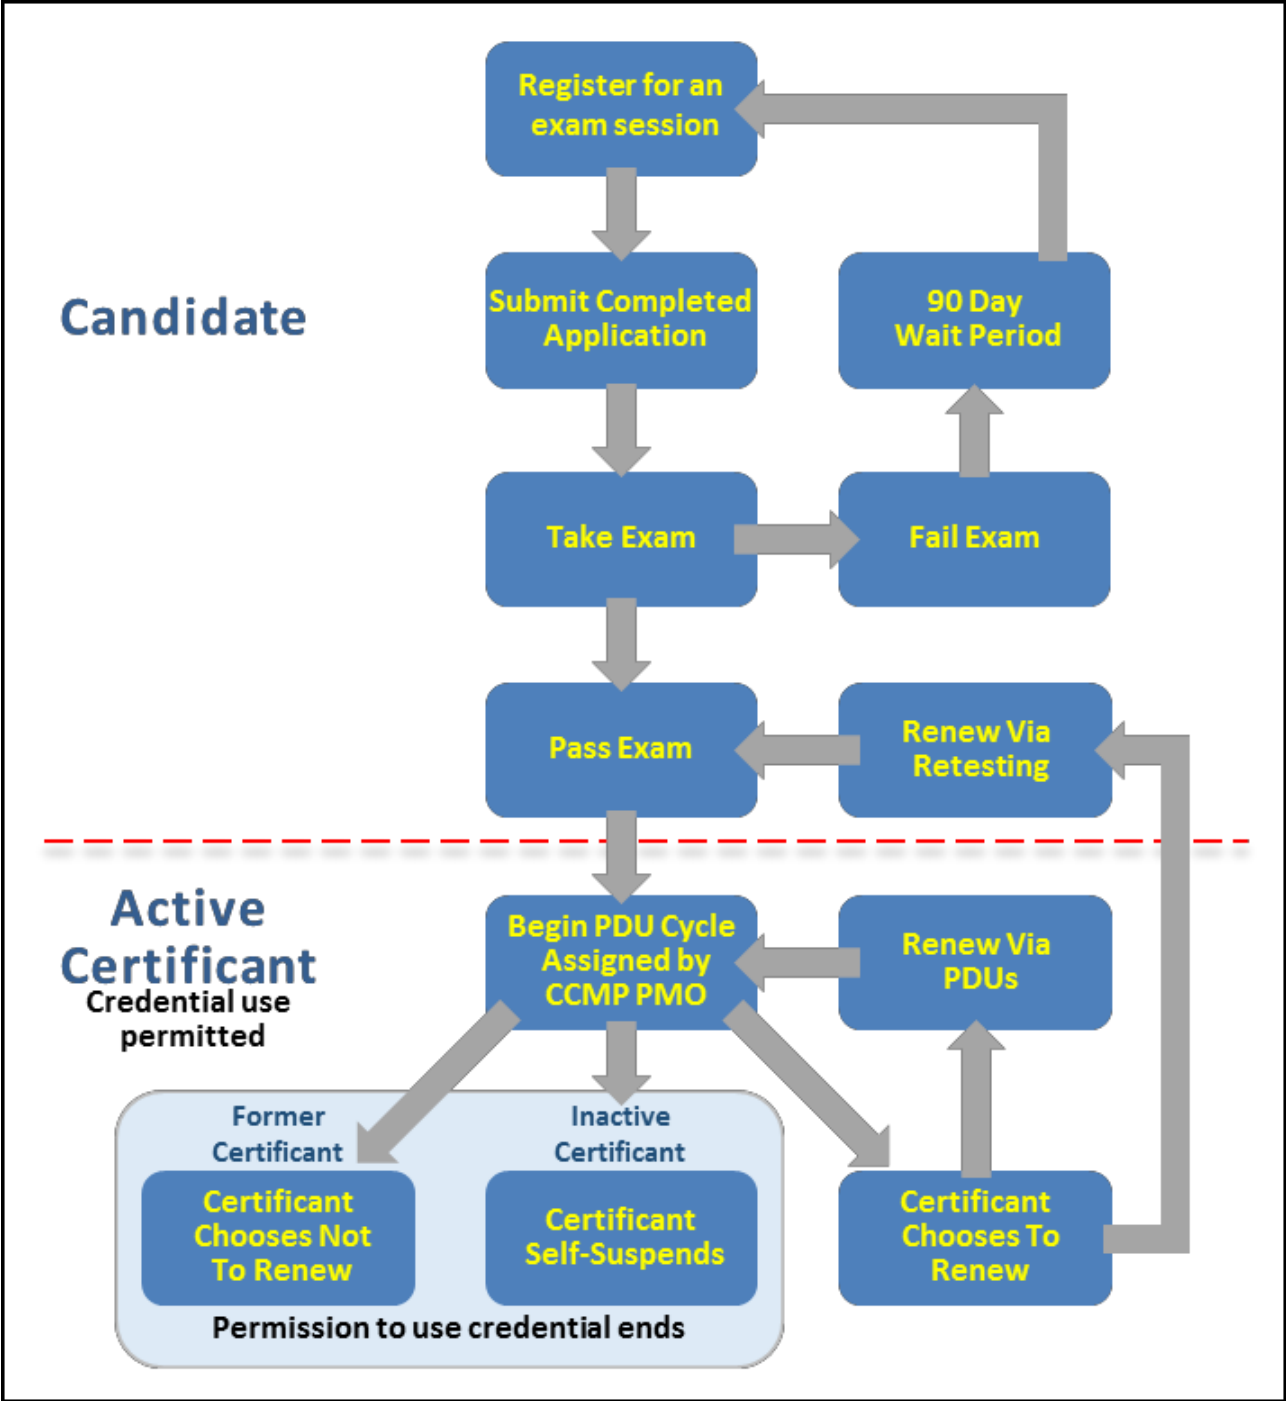 Register for an
exam session
Candidate
Submit Completed
Application
90 Day
Wait Period
Take Exam
Fail Exam
Pass Exam
Renew Via
Retesting
Active
Certificant
Credential use
permitted
Begin PDU Cycle
Assigned by
CCMP PMO
Renew Via
PDUs
Former
Certificant
Inactive
Certificant
Certificant
Chooses Not
To Renew
Certificant
Self-Suspends
Certificant
Chooses To
Renew
Permission to use credential ends